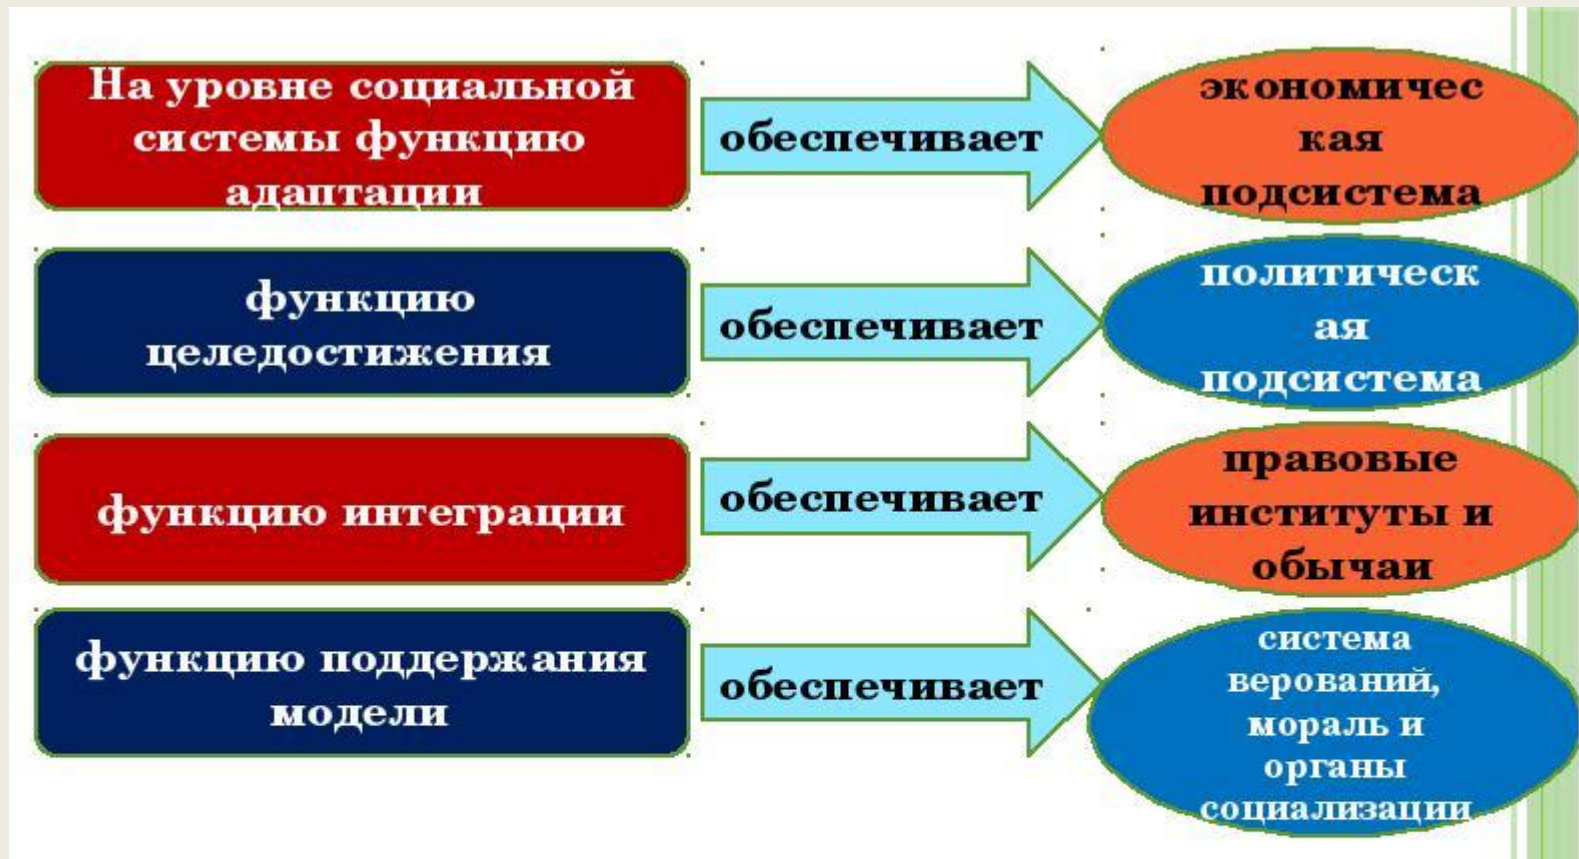 На уровне социальной
системы функцию
адаптации
обеспечивает
экономичес
кая
подсистема
функцию
целедостижения
обеспечивает
политическ
ая
подсистема
функцию интеграции
обеспечивает
правовые
институты и
обычаи
функцию поддержания
модели
обеспечивает
система
верований,
мораль и
органы
социализации